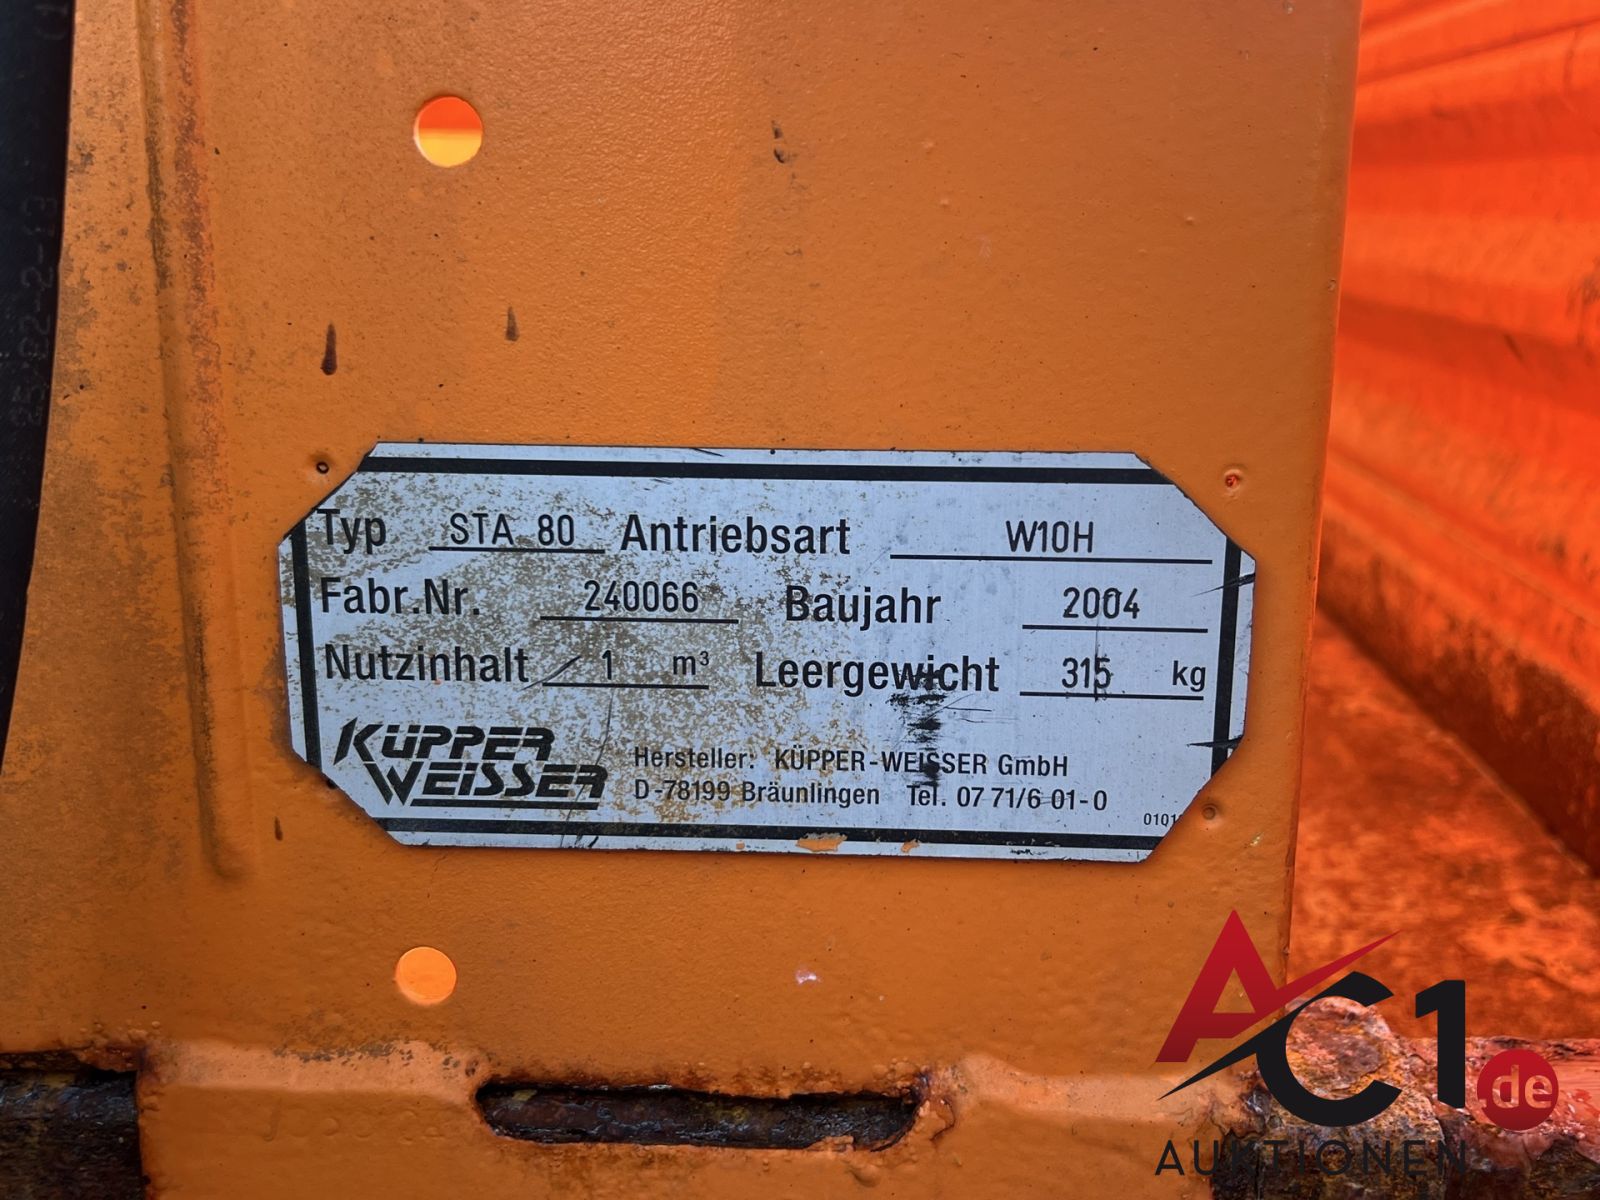 Typ STA 80 Antriebsart W10H
Fabr.Nr. 240066 Baujahr 2004
Nutzinhalt 1 m³ Leergewicht 315 kg
KÜPPER WEISSER
Hersteller: KÜPPER-WEISSER GmbH
D-78199 Bräunlingen Tel. 07 71/6 01-0
AC1.de
AUKTIONEN